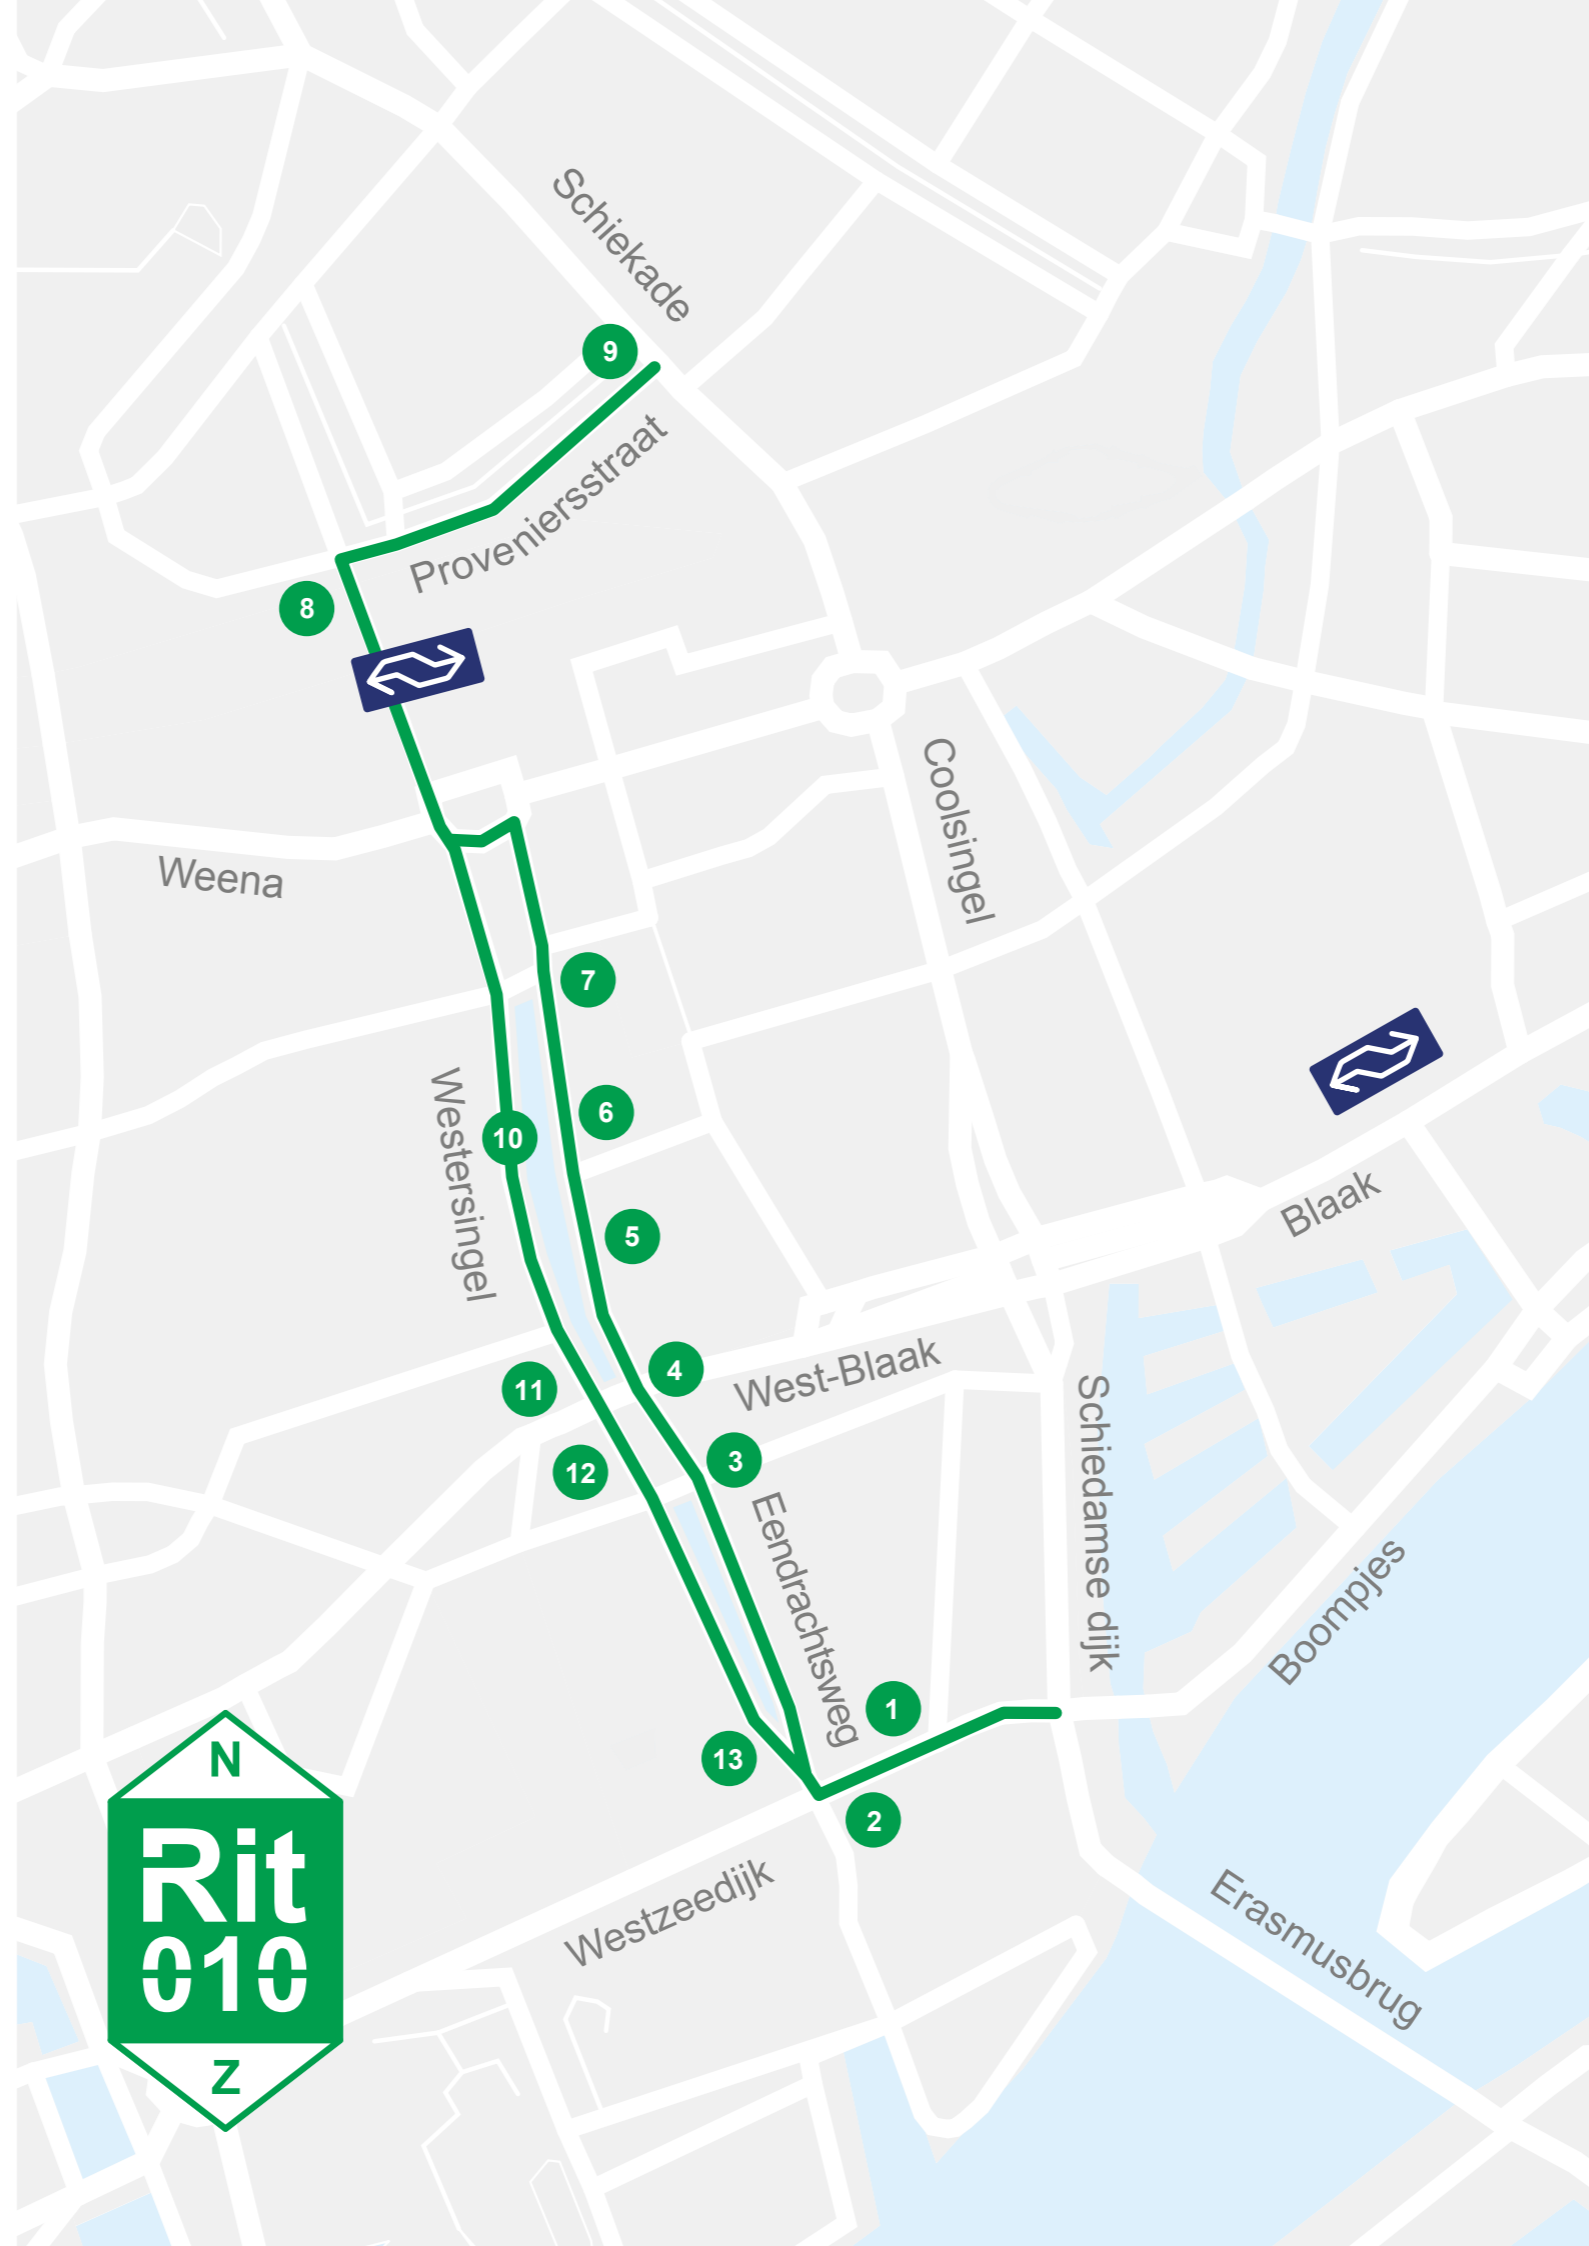 Schiekade
9
Proveniersstraat
8
Coolsingel
Weena
7
Westersingel
6
10
5
Blaak
4
West-Blaak
11
3
12
Schiedamse dijk
Eendrachtsweg
Boompjes
1
13
2
N
Rit
010
Z
Westzeedijk
Erasmusbrug